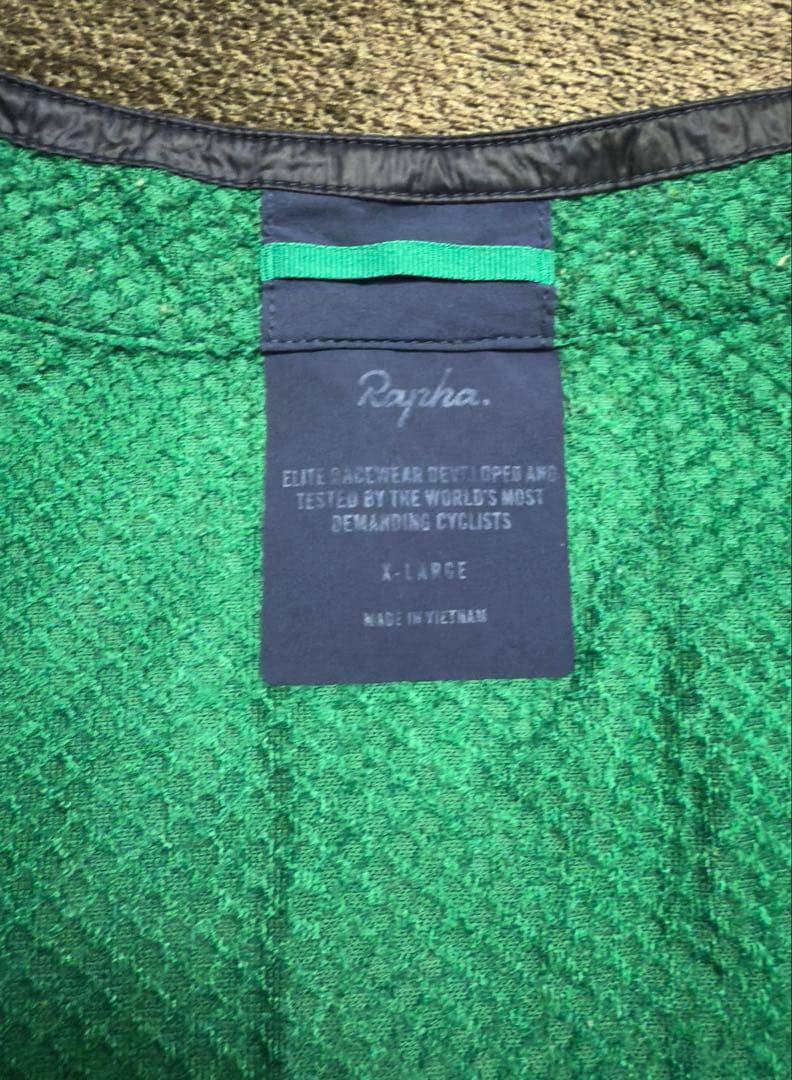 Rapha.
ELITE RACEWEAR DEVELOPED AND
TESTED BY THE WORLD'S MOST
DEMANDING CYCLISTS
X-LARGE
MADE IN VIETNAM